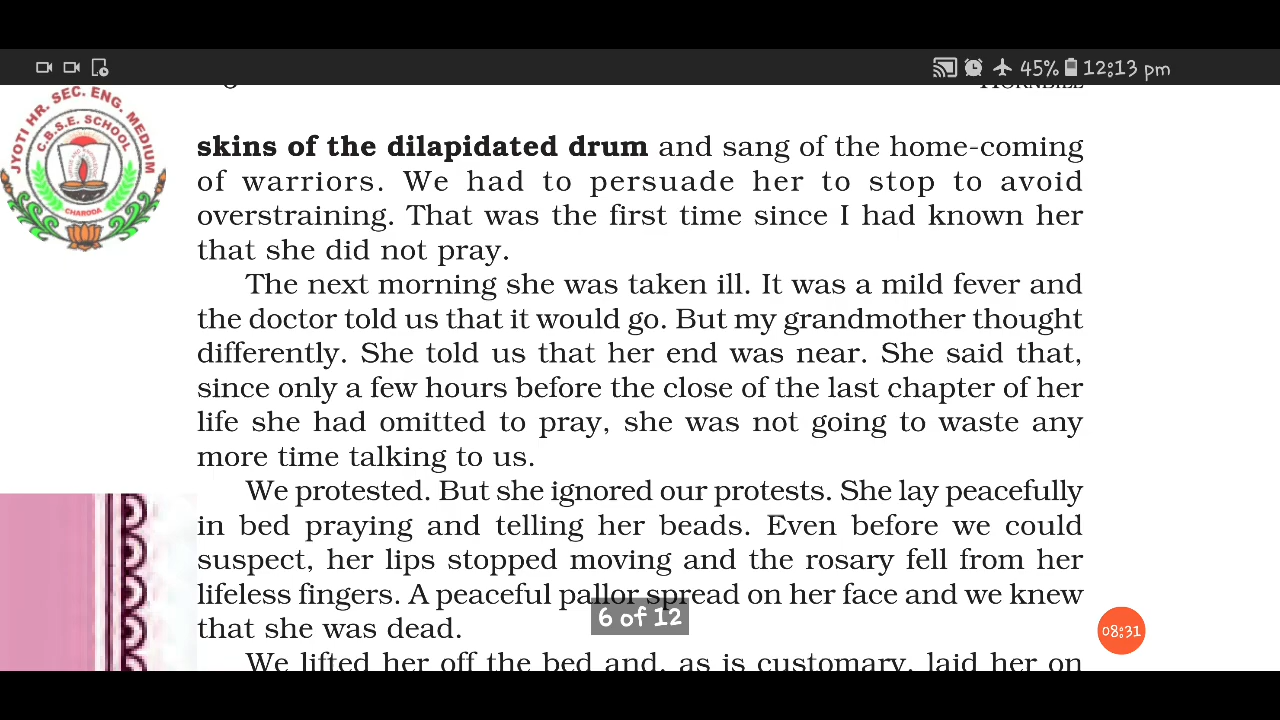 45% 12:13 pm
HORNBILL
JYOTI HR. SEC. ENG. MEDIUM
C.B.S.E. SCHOOL
CHARODA
skins of the dilapidated drum and sang of the home-coming
of warriors. We had to persuade her to stop to avoid
overstraining. That was the first time since I had known her
that she did not pray.
The next morning she was taken ill. It was a mild fever and
the doctor told us that it would go. But my grandmother thought
differently. She told us that her end was near. She said that,
since only a few hours before the close of the last chapter of her
life she had omitted to pray, she was not going to waste any
more time talking to us.
We protested. But she ignored our protests. She lay peacefully
in bed praying and telling her beads. Even before we could
suspect, her lips stopped moving and the rosary fell from her
lifeless fingers. A peaceful pallor spread on her face and we knew
that she was dead.
6 of 12
08:31
We lifted her off the bed and, as is customary, laid her on